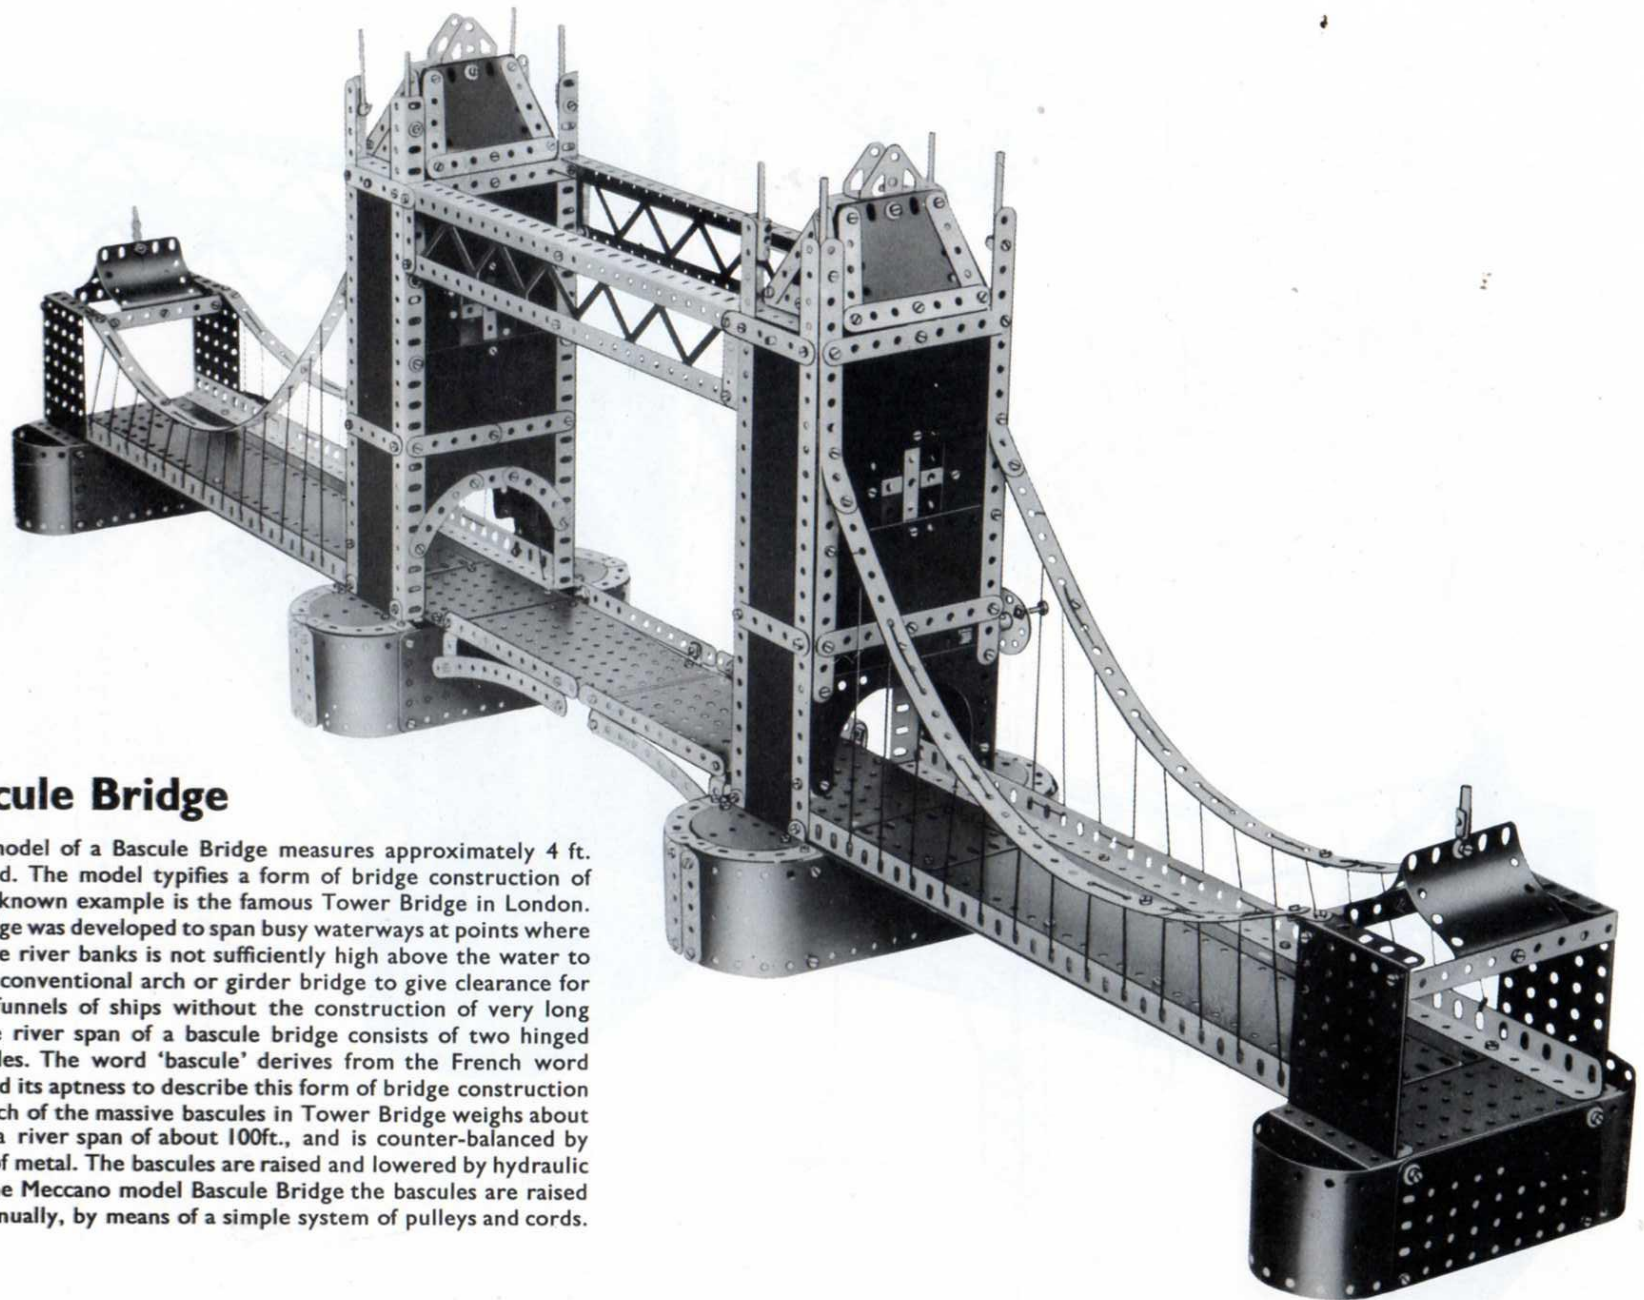 cule Bridge
model of a Bascule Bridge measures approximately 4 ft.
d. The model typifies a form of bridge construction of
known example is the famous Tower Bridge in London.
ge was developed to span busy waterways at points where
e river banks is not sufficiently high above the water to
conventional arch or girder bridge to give clearance for
funnels of ships without the construction of very long
e river span of a bascule bridge consists of two hinged
les. The word ‘bascule’ derives from the French word
d its aptness to describe this form of bridge construction
ch of the massive bascules in Tower Bridge weighs about
a river span of about 100ft., and is counter-balanced by
of metal. The bascules are raised and lowered by hydraulic
e Meccano model Bascule Bridge the bascules are raised
nually, by means of a simple system of pulleys and cords.